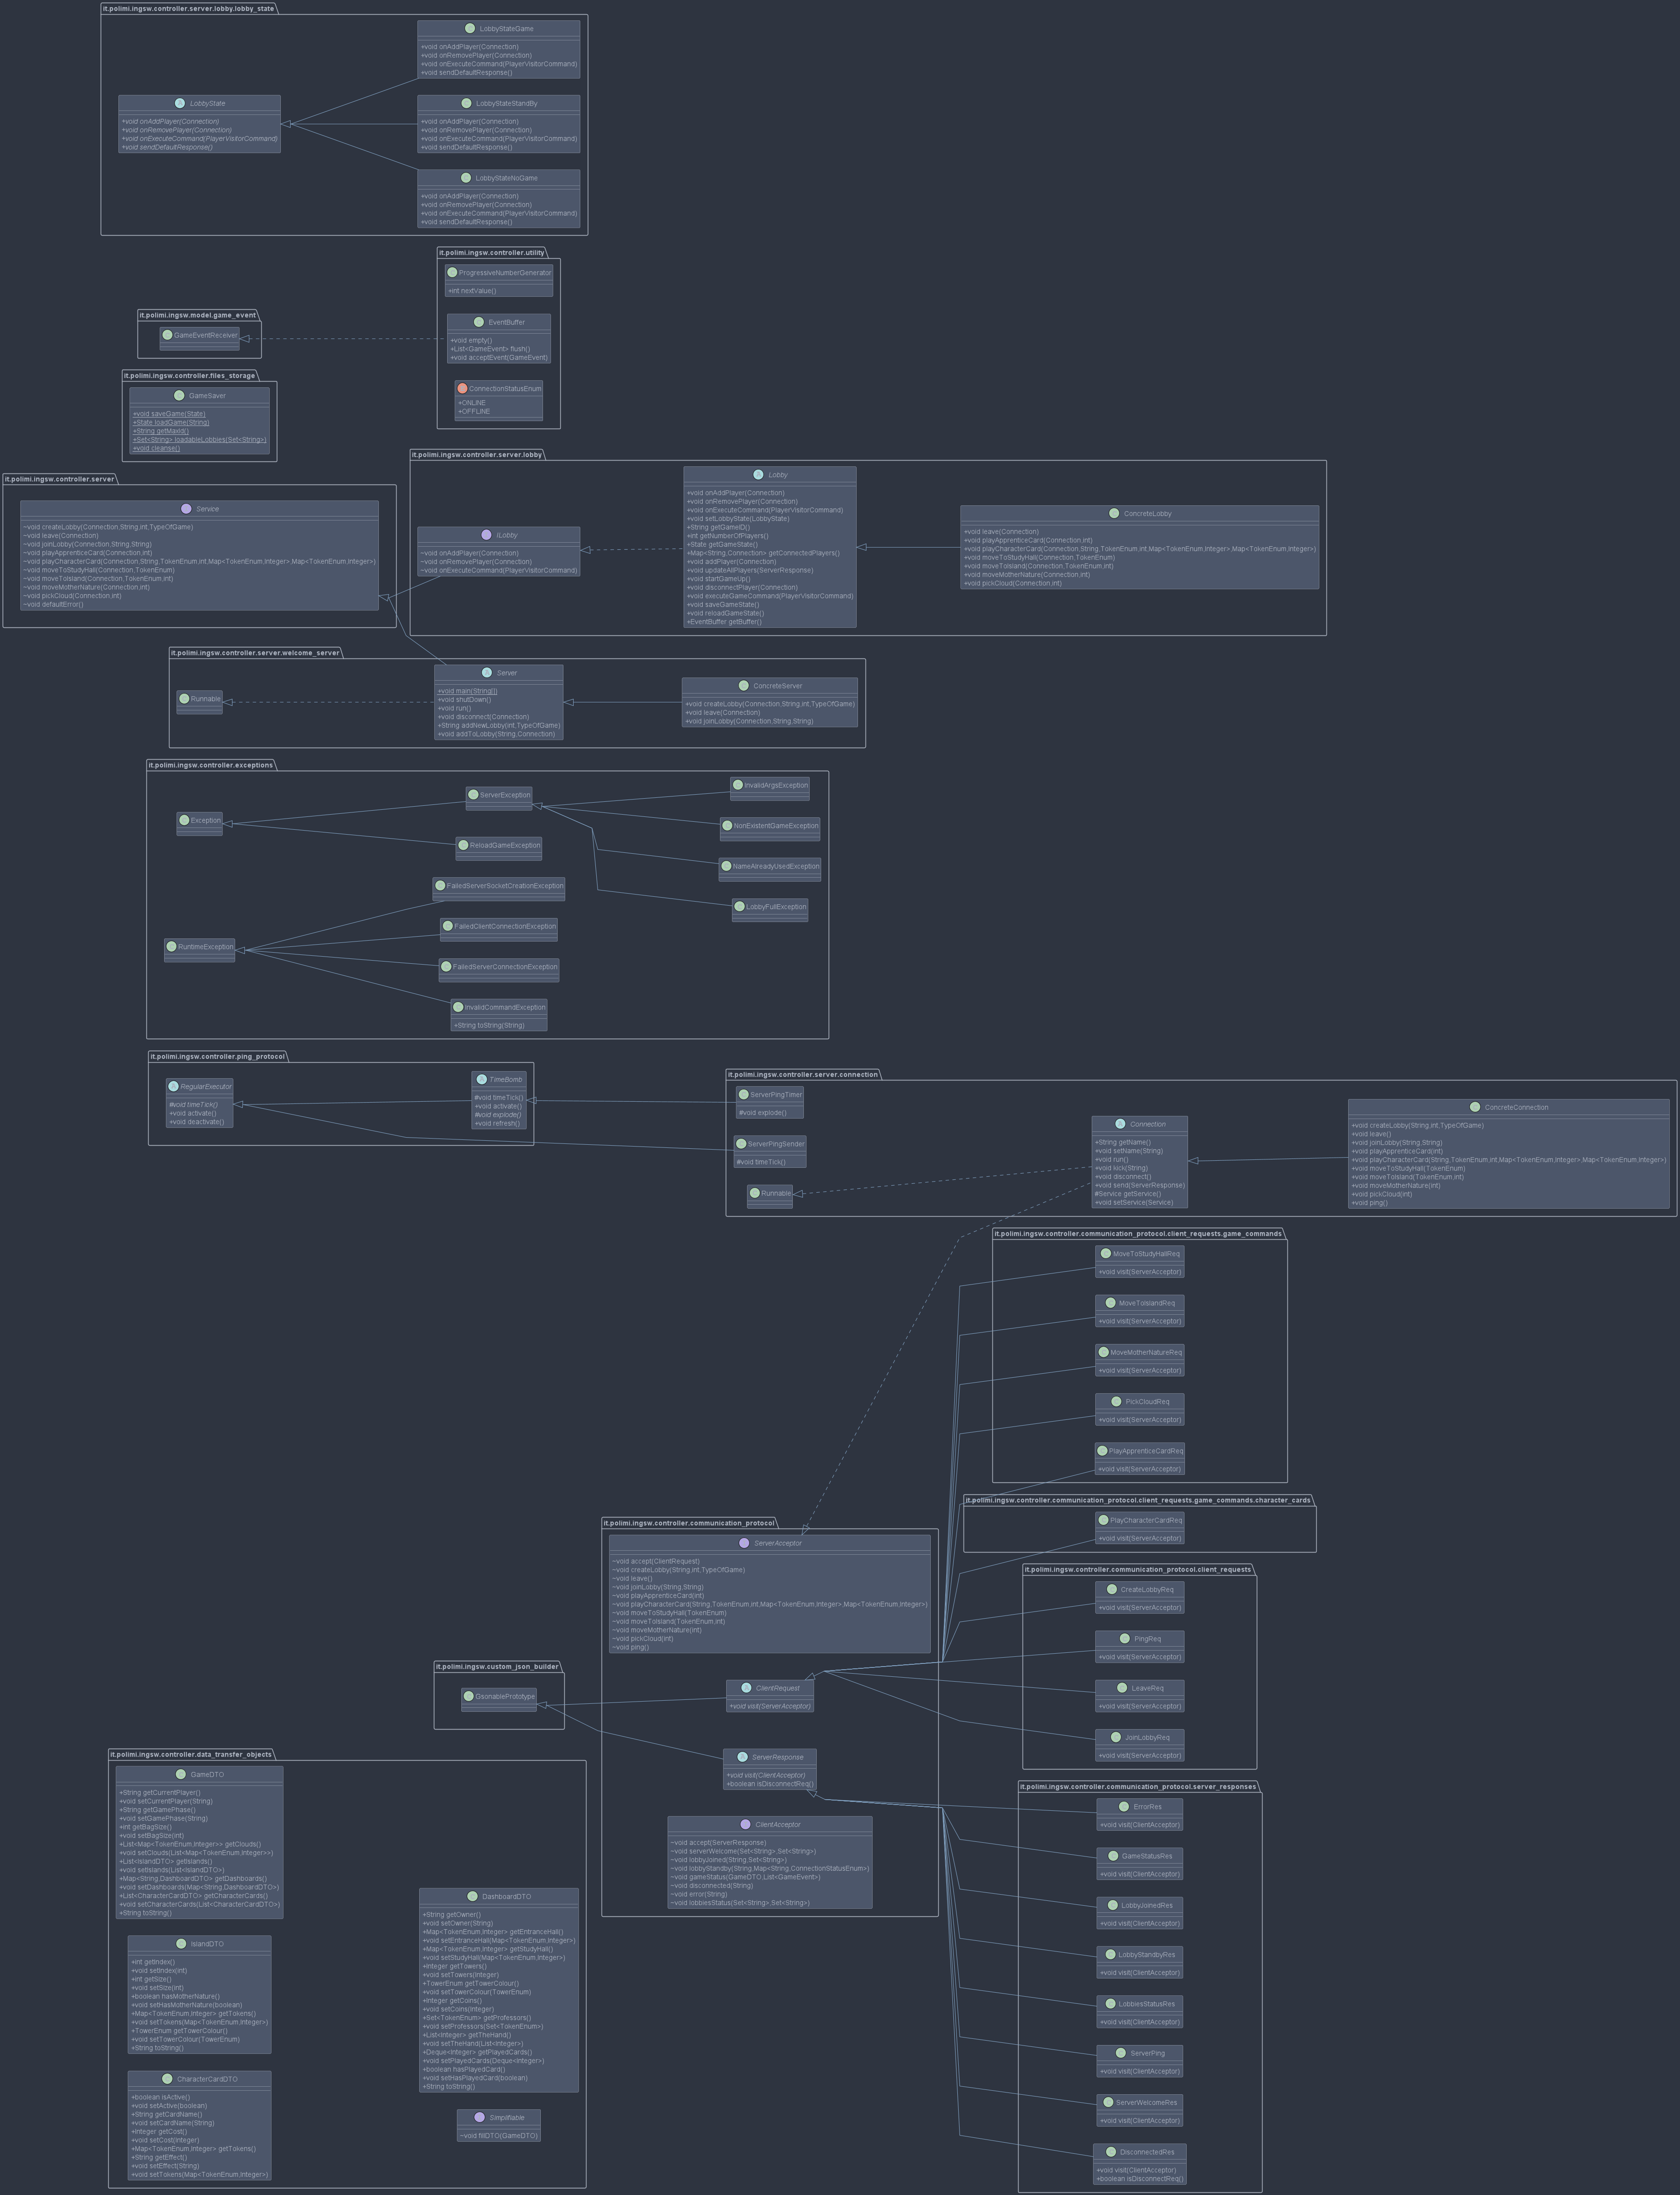 it.polimi.ingsw.controller.server.lobby.lobby_state
LobbyStateGame
+void onAddPlayer(Connection)
+void onRemovePlayer(Connection)
+void onExecuteCommand(PlayerVisitorCommand)
+void sendDefaultResponse()
LobbyState
+void onAddPlayer(Connection)
+void onRemovePlayer(Connection)
+void onExecuteCommand(PlayerVisitorCommand)
+void sendDefaultResponse()
LobbyStateStandBy
+void onAddPlayer(Connection)
+void onRemovePlayer(Connection)
+void onExecuteCommand(PlayerVisitorCommand)
+void sendDefaultResponse()
LobbyStateNoGame
+void onAddPlayer(Connection)
+void onRemovePlayer(Connection)
+void onExecuteCommand(PlayerVisitorCommand)
+void sendDefaultResponse()
it.polimi.ingsw.controller.utility
ProgressiveNumberGenerator
+int nextValue()
EventBuffer
+void empty()
+List<GameEvent> flush()
+void acceptEvent(GameEvent)
ConnectionStatusEnum
+ONLINE
+OFFLINE
it.polimi.ingsw.model.game_event
GameEventReceiver
it.polimi.ingsw.controller.files_storage
GameSaver
+void saveGame(State)
+State loadGame(String)
+String getMaxId()
+Set<String> loadableLobbies(Set<String>)
+void cleanse()
it.polimi.ingsw.controller.server
Service
~void createLobby(Connection,String,int,TypeOfGame)
~void leave(Connection)
~void joinLobby(Connection,String,String)
~void playApprenticeCard(Connection,int)
~void playCharacterCard(Connection,String,TokenEnum,int,Map<TokenEnum,Integer>,Map<TokenEnum,Integer>)
~void moveToStudyHall(Connection,TokenEnum)
~void moveToIsland(Connection,TokenEnum,int)
~void moveMotherNature(Connection,int)
~void pickCloud(Connection,int)
~void defaultError()
it.polimi.ingsw.controller.server.lobby
ILobby
~void onAddPlayer(Connection)
~void onRemovePlayer(Connection)
~void onExecuteCommand(PlayerVisitorCommand)
Lobby
+void onAddPlayer(Connection)
+void onRemovePlayer(Connection)
+void onExecuteCommand(PlayerVisitorCommand)
+void setLobbyState(LobbyState)
+String getGameID()
+int getNumberOfPlayers()
+State getGameState()
+Map<String,Connection> getConnectedPlayers()
+void addPlayer(Connection)
+void updateAllPlayers(ServerResponse)
+void startGameUp()
+void disconnectPlayer(Connection)
+void executeGameCommand(PlayerVisitorCommand)
+void saveGameState()
+void reloadGameState()
+EventBuffer getBuffer()
ConcreteLobby
+void leave(Connection)
+void playApprenticeCard(Connection,int)
+void playCharacterCard(Connection,String,TokenEnum,int,Map<TokenEnum,Integer>,Map<TokenEnum,Integer>)
+void moveToStudyHall(Connection,TokenEnum)
+void moveToIsland(Connection,TokenEnum,int)
+void moveMotherNature(Connection,int)
+void pickCloud(Connection,int)
it.polimi.ingsw.controller.server.welcome_server
Runnable
Server
+void main(String[])
+void shutDown()
+void run()
+void disconnect(Connection)
+String addNewLobby(int,TypeOfGame)
+void addToLobby(String,Connection)
ConcreteServer
+void createLobby(Connection,String,int,TypeOfGame)
+void leave(Connection)
+void joinLobby(Connection,String,String)
it.polimi.ingsw.controller.exceptions
Exception
ServerException
ReloadGameException
InvalidArgsException
NonExistentGameException
NameAlreadyUsedException
LobbyFullException
RuntimeException
FailedServerSocketCreationException
FailedClientConnectionException
FailedServerConnectionException
InvalidCommandException
+String toString(String)
it.polimi.ingsw.controller.ping_protocol
RegularExecutor
#void timeTick()
+void activate()
+void deactivate()
TimeBomb
#void timeTick()
+void activate()
#void explode()
+void refresh()
it.polimi.ingsw.controller.server.connection
ServerPingTimer
#void explode()
ServerPingSender
#void timeTick()
Runnable
Connection
+String getName()
+void setName(String)
+void run()
+void kick(String)
+void disconnect()
+void send(ServerResponse)
#Service getService()
+void setService(Service)
ConcreteConnection
+void createLobby(String,int,TypeOfGame)
+void leave()
+void joinLobby(String,String)
+void playApprenticeCard(int)
+void playCharacterCard(String,TokenEnum,int,Map<TokenEnum,Integer>,Map<TokenEnum,Integer>)
+void moveToStudyHall(TokenEnum)
+void moveToIsland(TokenEnum,int)
+void moveMotherNature(int)
+void pickCloud(int)
+void ping()
it.polimi.ingsw.controller.communication_protocol.client_requests.game_commands
MoveToStudyHallReq
+void visit(ServerAcceptor)
MoveToIslandReq
+void visit(ServerAcceptor)
MoveMotherNatureReq
+void visit(ServerAcceptor)
PickCloudReq
+void visit(ServerAcceptor)
PlayApprenticeCardReq
+void visit(ServerAcceptor)
it.polimi.ingsw.controller.communication_protocol.client_requests.game_commands.character_cards
PlayCharacterCardReq
+void visit(ServerAcceptor)
it.polimi.ingsw.controller.communication_protocol
ServerAcceptor
~void accept(ClientRequest)
~void createLobby(String,int,TypeOfGame)
~void leave()
~void joinLobby(String,String)
~void playApprenticeCard(int)
~void playCharacterCard(String,TokenEnum,int,Map<TokenEnum,Integer>,Map<TokenEnum,Integer>)
~void moveToStudyHall(TokenEnum)
~void moveToIsland(TokenEnum,int)
~void moveMotherNature(int)
~void pickCloud(int)
~void ping()
ClientRequest
+void visit(ServerAcceptor)
ServerResponse
+void visit(ClientAcceptor)
+boolean isDisconnectReq()
ClientAcceptor
~void accept(ServerResponse)
~void serverWelcome(Set<String>,Set<String>)
~void lobbyJoined(String,Set<String>)
~void lobbyStandby(String,Map<String,ConnectionStatusEnum>)
~void gameStatus(GameDTO,List<GameEvent>)
~void disconnected(String)
~void error(String)
~void lobbiesStatus(Set<String>,Set<String>)
it.polimi.ingsw.controller.communication_protocol.client_requests
CreateLobbyReq
+void visit(ServerAcceptor)
PingReq
+void visit(ServerAcceptor)
LeaveReq
+void visit(ServerAcceptor)
JoinLobbyReq
+void visit(ServerAcceptor)
it.polimi.ingsw.custom_json_builder
GsonablePrototype
it.polimi.ingsw.controller.data_transfer_objects
GameDTO
+String getCurrentPlayer()
+void setCurrentPlayer(String)
+String getGamePhase()
+void setGamePhase(String)
+int getBagSize()
+void setBagSize(int)
+List<Map<TokenEnum,Integer>> getClouds()
+void setClouds(List<Map<TokenEnum,Integer>>)
+List<IslandDTO> getIslands()
+void setIslands(List<IslandDTO>)
+Map<String,DashboardDTO> getDashboards()
+void setDashboards(Map<String,DashboardDTO>)
+List<CharacterCardDTO> getCharacterCards()
+void setCharacterCards(List<CharacterCardDTO>)
+String toString()
IslandDTO
+int getIndex()
+void setIndex(int)
+int getSize()
+void setSize(int)
+boolean hasMotherNature()
+void setHasMotherNature(boolean)
+Map<TokenEnum,Integer> getTokens()
+void setTokens(Map<TokenEnum,Integer>)
+TowerEnum getTowerColour()
+void setTowerColour(TowerEnum)
+String toString()
CharacterCardDTO
+boolean isActive()
+void setActive(boolean)
+String getCardName()
+void setCardName(String)
+Integer getCost()
+void setCost(Integer)
+Map<TokenEnum,Integer> getTokens()
+String getEffect()
+void setEffect(String)
+void setTokens(Map<TokenEnum,Integer>)
DashboardDTO
+String getOwner()
+void setOwner(String)
+Map<TokenEnum,Integer> getEntranceHall()
+void setEntranceHall(Map<TokenEnum,Integer>)
+Map<TokenEnum,Integer> getStudyHall()
+void setStudyHall(Map<TokenEnum,Integer>)
+Integer getTowers()
+void setTowers(Integer)
+TowerEnum getTowerColour()
+void setTowerColour(TowerEnum)
+Integer getCoins()
+void setCoins(Integer)
+Set<TokenEnum> getProfessors()
+void setProfessors(Set<TokenEnum>)
+List<Integer> getTheHand()
+void setTheHand(List<Integer>)
+Deque<Integer> getPlayedCards()
+void setPlayedCards(Deque<Integer>)
+boolean hasPlayedCard()
+void setHasPlayedCard(boolean)
+String toString()
Simplifiable
~void fillDTO(GameDTO)
it.polimi.ingsw.controller.communication_protocol.server_responses
ErrorRes
+void visit(ClientAcceptor)
GameStatusRes
+void visit(ClientAcceptor)
LobbyJoinedRes
+void visit(ClientAcceptor)
LobbyStandbyRes
+void visit(ClientAcceptor)
LobbiesStatusRes
+void visit(ClientAcceptor)
ServerPing
+void visit(ClientAcceptor)
ServerWelcomeRes
+void visit(ClientAcceptor)
DisconnectedRes
+void visit(ClientAcceptor)
+boolean isDisconnectReq()